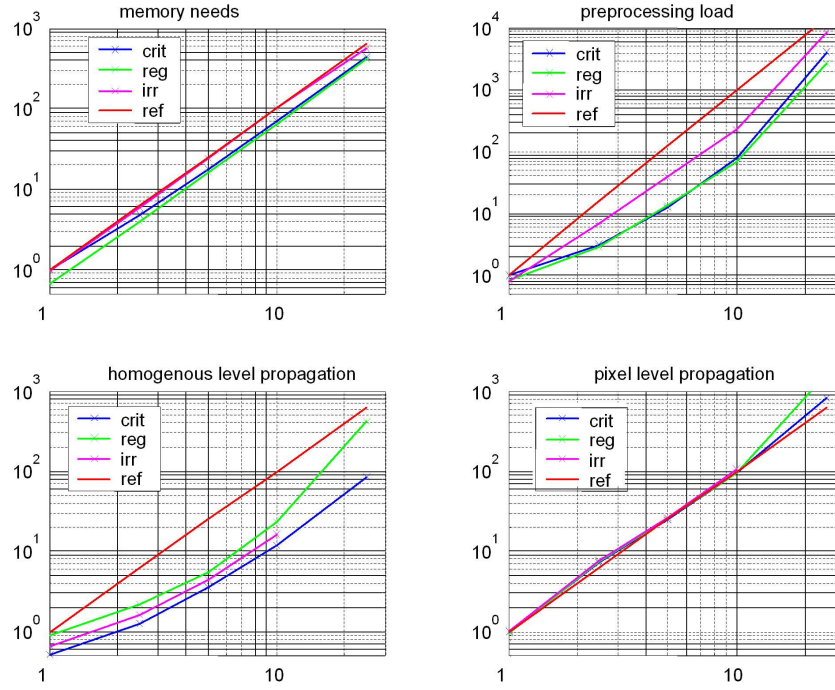 memory needs
10^3
10^2
10^1
10^0
1
10
crit
reg
irr
ref
preprocessing load
10^4
10^3
10^2
10^1
10^0
1
10
crit
reg
irr
ref
homogenous level propagation
10^3
10^2
10^1
10^0
1
10
crit
reg
irr
ref
pixel level propagation
10^3
10^2
10^1
10^0
1
10
crit
reg
irr
ref